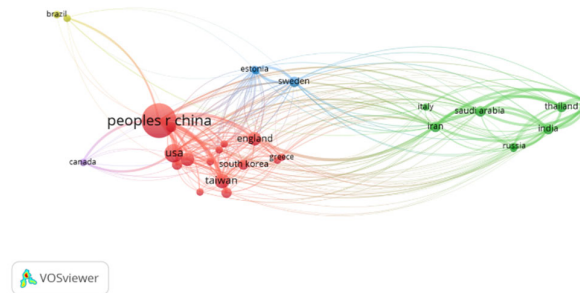 brazil
estonia
sweden
italy
saudi arabia
thailand
peoples r china
iran
india
england
russia
usa
greece
canada
south korea
taiwan
VOSviewer